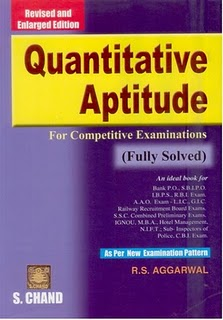 Revised and
Enlarged Edition
Quantitative
Aptitude
For Competitive Examinations
(Fully Solved)
An ideal book for
Bank P.O., S.B.I.P.O.
I.B.P.S., R.B.I. Exam.
A.A.O. Exam - L.I.C., G.I.C.
Railway Recruitment Board Exams.
S.S.C. Combined Preliminary Exams.
IGNOU, M.B.A., Hotel Management,
N.I.F.T.; Sub- Inspectors of
Police, C.B.I. Exam.
As Per New Examination Pattern
S. CHAND
R.S. AGGARWAL